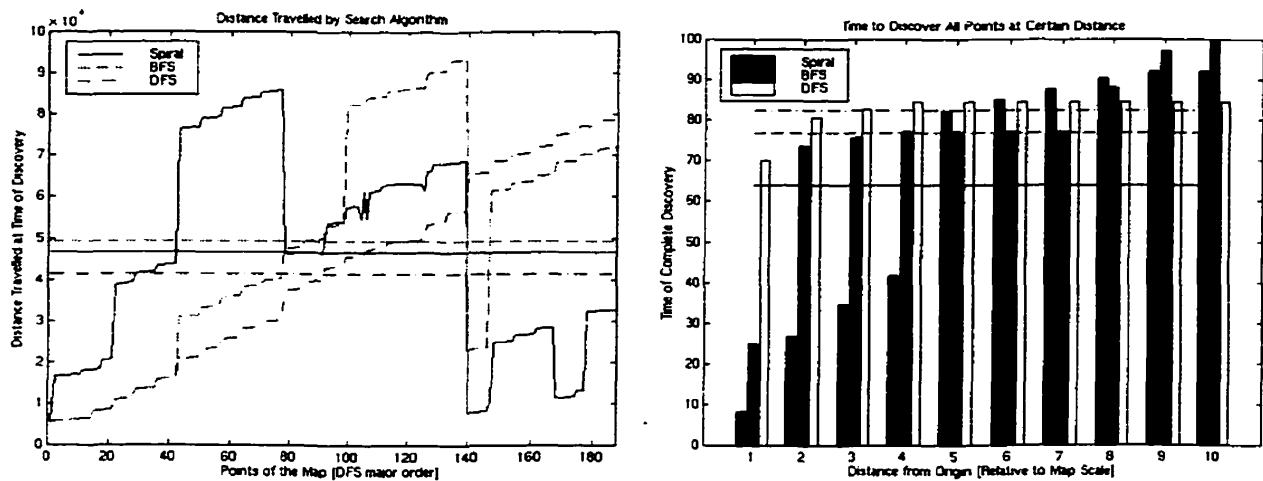 Distance Travelled by Search Algorithm
× 10⁴
10
9
8
7
6
5
4
3
2
1
0
Spiral
BFS
DFS
Distance Travelled at Time of Discovery
0 20 40 60 80 100 120 140 160 180
Points of the Map [DFS major order]
Time to Discover All Points at Certain Distance
100
90
80
70
60
50
40
30
20
10
0
Spiral
BFS
DFS
Time of Complete Discovery
1 2 3 4 5 6 7 8 9 10
Distance from Origin [Relative to Map Scale]